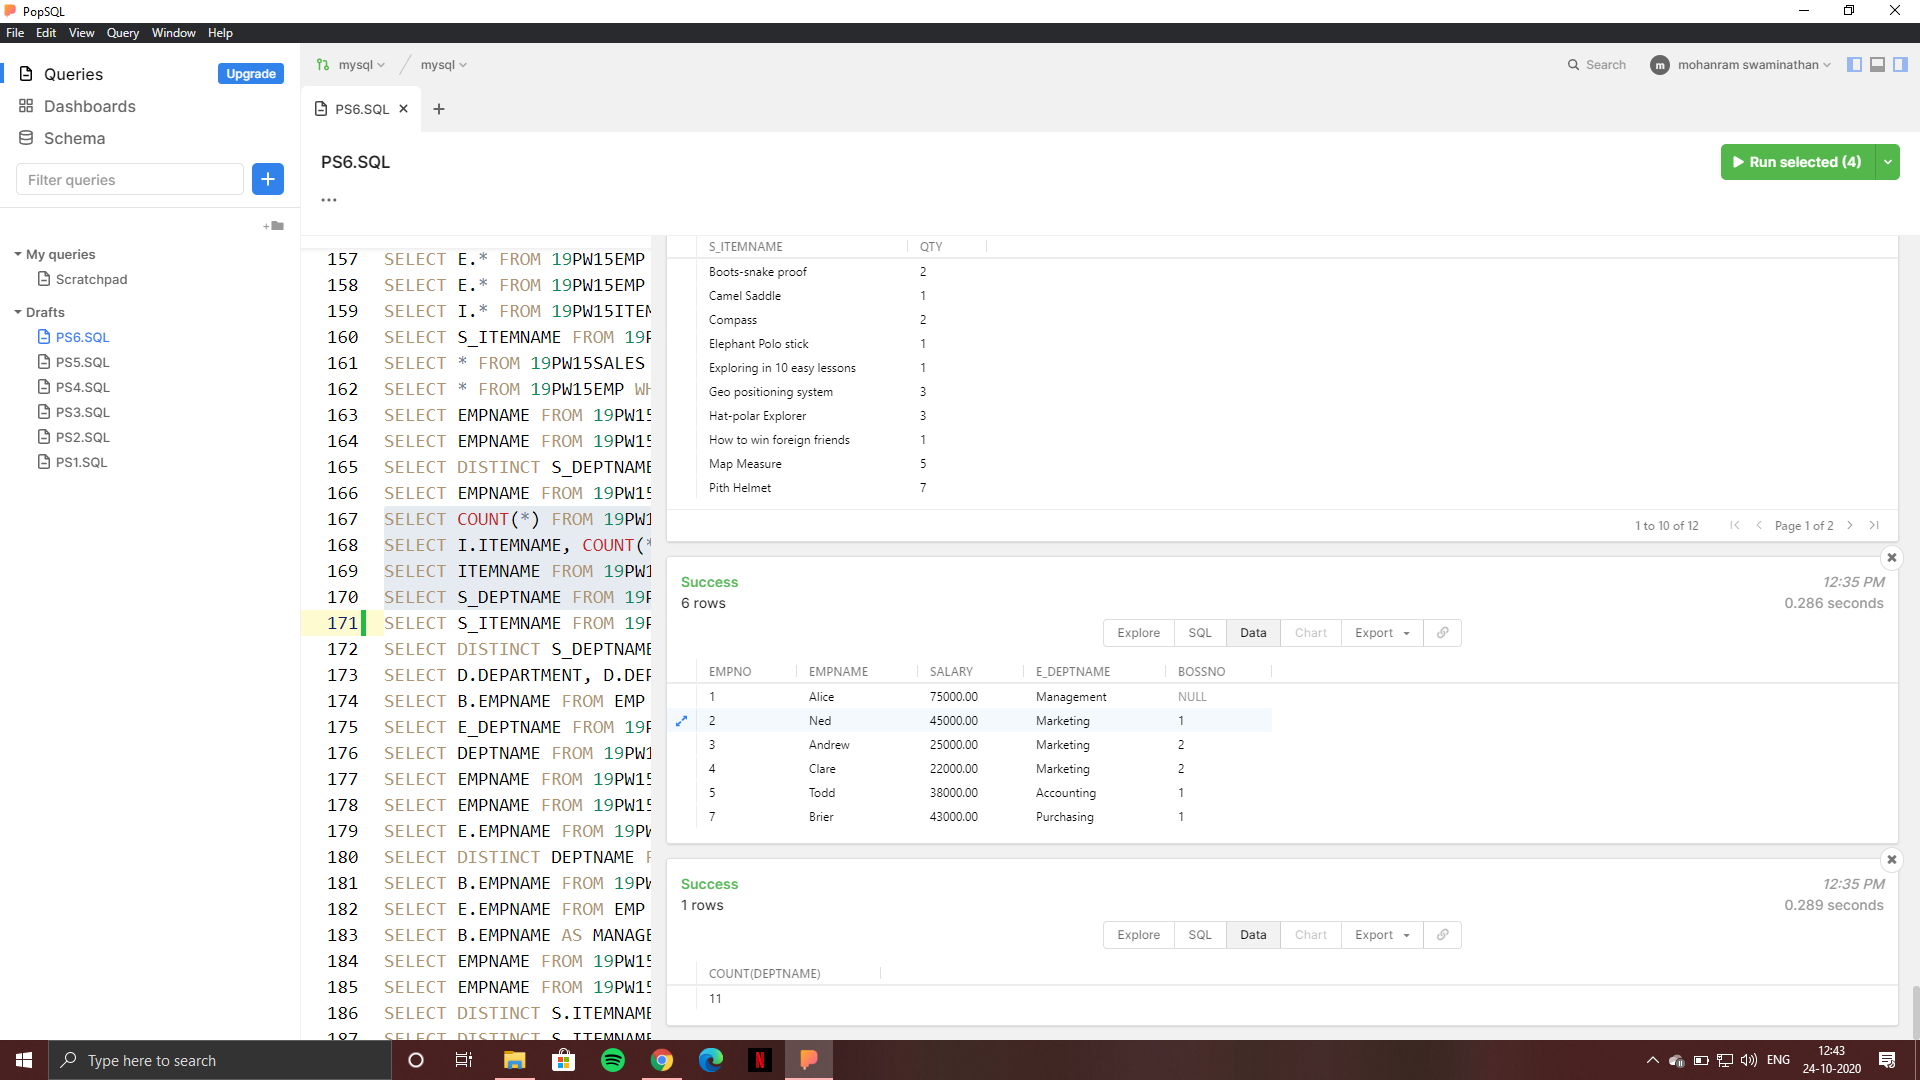 PopSQL
File Edit View Query Window Help
Queries Upgrade
Dashboards
Schema
Filter queries
My queries
Scratchpad
Drafts
PS6.SQL
PS5.SQL
PS4.SQL
PS3.SQL
PS2.SQL
PS1.SQL
mysql mysql
Search m mohanram swaminathan
PS6.SQL
PS6.SQL
Run selected (4)
...
157 SELECT E.* FROM 19PW15EMP
158 SELECT E.* FROM 19PW15EMP
159 SELECT I.* FROM 19PW15ITEM
160 SELECT S_ITEMNAME FROM 19P
161 SELECT * FROM 19PW15SALES
162 SELECT * FROM 19PW15EMP WH
163 SELECT EMPNAME FROM 19PW15
164 SELECT EMPNAME FROM 19PW15
165 SELECT DISTINCT S_DEPTNAME
166 SELECT EMPNAME FROM 19PW15
167 SELECT COUNT(*) FROM 19PW1
168 SELECT I.ITEMNAME, COUNT(*
169 SELECT ITEMNAME FROM 19PW1
170 SELECT S_DEPTNAME FROM 19P
171 SELECT S_ITEMNAME FROM 19P
172 SELECT DISTINCT S_DEPTNAME
173 SELECT D.DEPARTMENT, D.DEP
174 SELECT B.EMPNAME FROM EMP
175 SELECT E_DEPTNAME FROM 19P
176 SELECT DEPTNAME FROM 19PW1
177 SELECT EMPNAME FROM 19PW15
178 SELECT EMPNAME FROM 19PW15
179 SELECT E.EMPNAME FROM 19PW
180 SELECT DISTINCT DEPTNAME F
181 SELECT B.EMPNAME FROM 19PW
182 SELECT E.EMPNAME FROM EMP
183 SELECT B.EMPNAME AS MANAGE
184 SELECT EMPNAME FROM 19PW15
185 SELECT EMPNAME FROM 19PW15
186 SELECT DISTINCT S.ITEMNAME
187 SELECT DISTINCT S.ITEMNAME
S_ITEMNAME QTY
Boots-snake proof 2
Camel Saddle 1
Compass 2
Elephant Polo stick 1
Exploring in 10 easy lessons 1
Geo positioning system 3
Hat-polar Explorer 3
How to win foreign friends 1
Map Measure 5
Pith Helmet 7
1 to 10 of 12 Page 1 of 2
Success 12:35 PM
6 rows 0.286 seconds
Explore SQL Data Chart Export
EMPNO EMPNAME SALARY E_DEPTNAME BOSSNO
1 Alice 75000.00 Management NULL
2 Ned 45000.00 Marketing 1
3 Andrew 25000.00 Marketing 2
4 Clare 22000.00 Marketing 2
5 Todd 38000.00 Accounting 1
7 Brier 43000.00 Purchasing 1
Success 12:35 PM
1 rows 0.289 seconds
Explore SQL Data Chart Export
COUNT(DEPTNAME)
11
Type here to search
ENG
12:43
24-10-2020